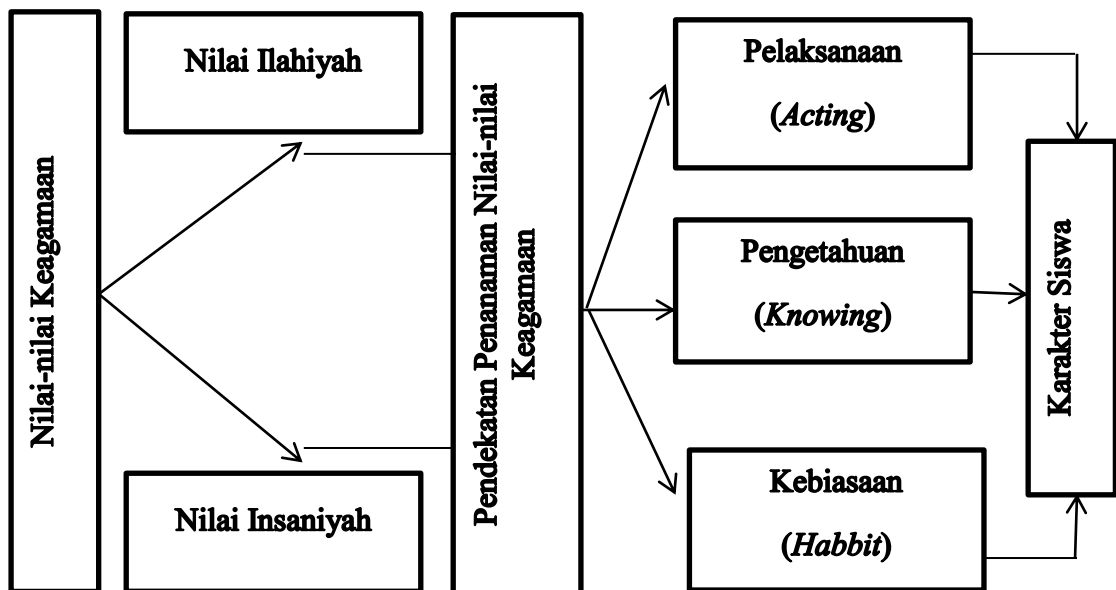 Nilai-nilai Keagamaan
Nilai Ilahiyah
Nilai Insaniyah
Pendekatan Penanaman Nilai-nilai
Keagamaan
Pelaksanaan
(Acting)
Pengetahuan
(Knowing)
Kebiasaan
(Habbit)
Karakter Siswa